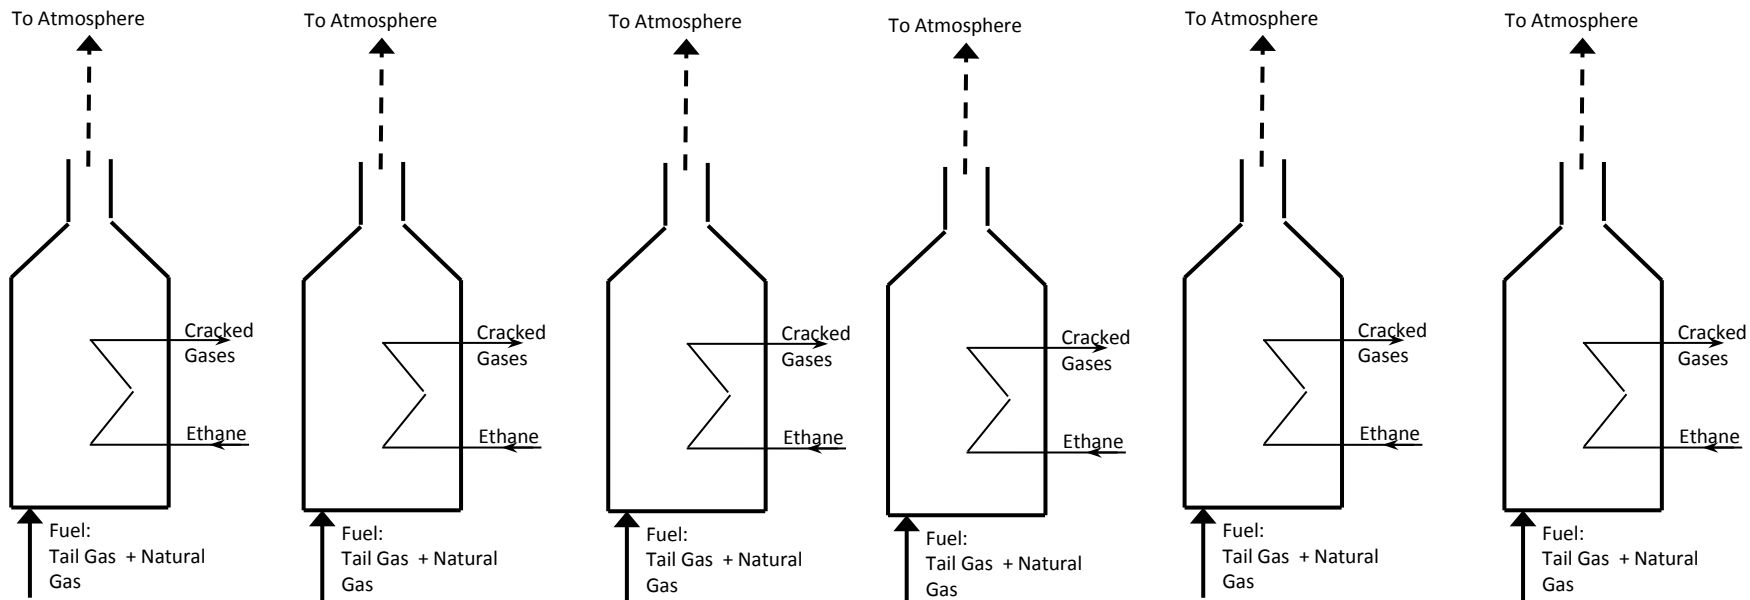 To Atmosphere
Cracked
Gases
Ethane
Fuel:
Tail Gas + Natural
Gas
To Atmosphere
Cracked
Gases
Ethane
Fuel:
Tail Gas + Natural
Gas
To Atmosphere
Cracked
Gases
Ethane
Fuel:
Tail Gas + Natural
Gas
To Atmosphere
Cracked
Gases
Ethane
Fuel:
Tail Gas + Natural
Gas
To Atmosphere
Cracked
Gases
Ethane
Fuel:
Tail Gas + Natural
Gas
To Atmosphere
Cracked
Gases
Ethane
Fuel:
Tail Gas + Natural
Gas